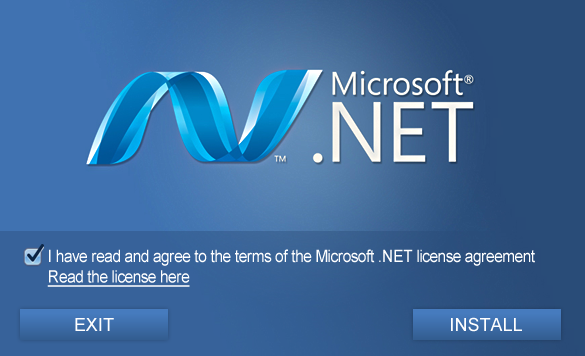 Microsoft®
.NET
™
I have read and agree to the terms of the Microsoft .NET license agreement
Read the license here
EXIT
INSTALL